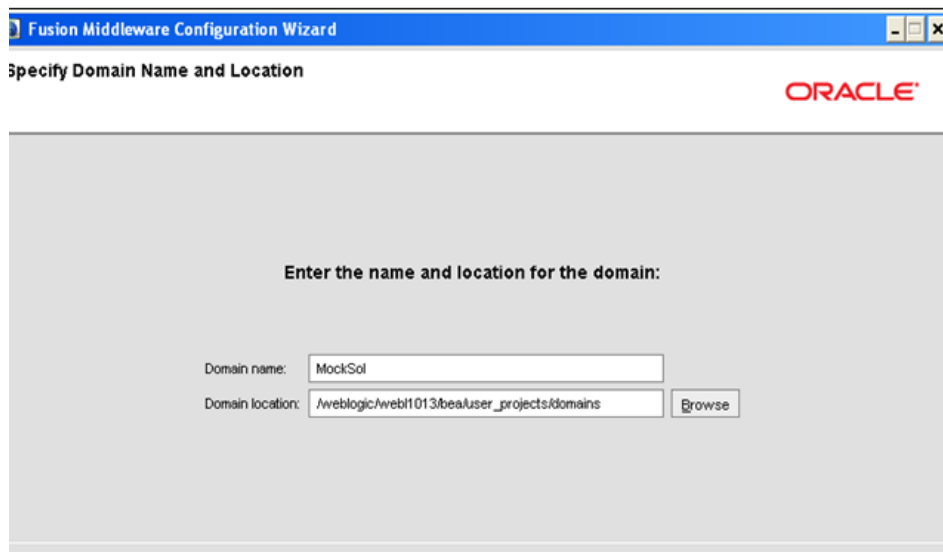 Fusion Middleware Configuration Wizard
Specify Domain Name and Location
ORACLE
Enter the name and location for the domain:
Domain name: MockSol
Domain location: /weblogic/webl1013/bea/user_projects/domains Browse